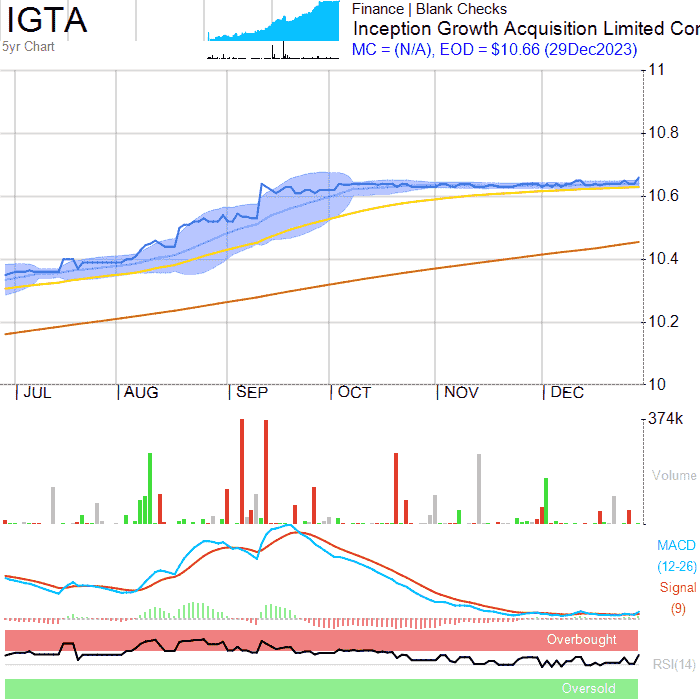 IGTA
5yr Chart
Finance | Blank Checks
Inception Growth Acquisition Limited Cor
MC = (N/A), EOD = $10.66 (29Dec2023)
11
10.8
10.6
10.4
10.2
10
JUL AUG SEP OCT NOV DEC
374k
Volume
MACD
(12-26)
Signal
(9)
Overbought
RSI(14)
Oversold